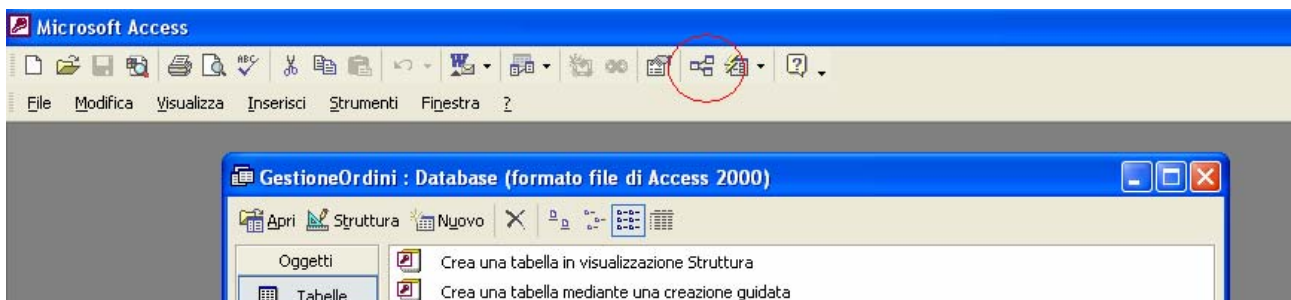 Microsoft Access
ABC W ?
File Modifica Visualizza Inserisci Strumenti Finestra ?
GestioneOrdini : Database (formato file di Access 2000)
Apri Struttura Nuovo
Oggetti
Crea una tabella in visualizzazione Struttura
Tabelle
Crea una tabella mediante una creazione guidata